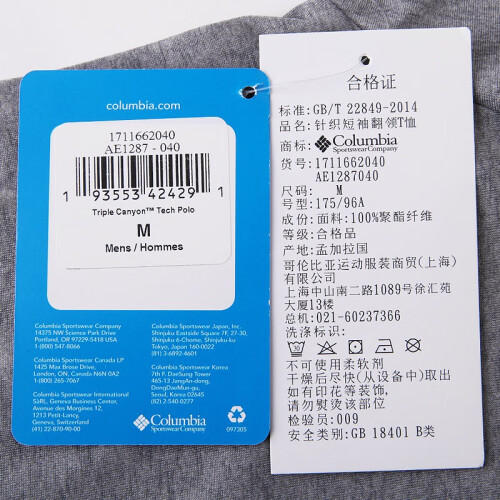 columbia.com
1711662040
AE1287 - 040
1 93553 42429 1
Triple Canyon™ Tech Polo
M
Mens / Hommes
Columbia Sportswear Company
14375 NW Science Park Drive
Portland, OR 97229-5418 USA
1 (800) 547-8066
Columbia Sportswear Canada LP
1425 Max Brose Drive,
London, ON, Canada N6N 0A2
1 (800) 265-7067
Columbia Sportswear International
SàRL, Geneva Business Center,
Avenue des Morgines 12,
1213 Petit-Lancy,
Geneva, Switzerland
(41) 22-870-90-00
Columbia Sportswear Japan, Inc.
Shinjuku Eastside Square 7F, 27-30,
Shinjuku 6-chome, Shinjuku-ku
Tokyo, Japan 160-0022
(81) 3-6892-4601
Columbia Sportswear Korea
7th fl. DaeSung Tower
465-13 JangAn-dong,
DongDaeMun-gu,
Seoul, Korea 02645
(82) 2-540-0277
Columbia
Sportswear Company
097305
合格证
标准:GB/T 22849-2014
品名:针织短袖翻领T恤
商标:Columbia
Sportswear Company
货号:1711662040
AE1287040
尺码: M
号型:175/96A
成份:面料:100%聚酯纤维
等级:合格品
产地:孟加拉国
哥伦比亚运动服装商贸(上海)
有限公司
上海中山南二路1089号徐汇苑
大厦13楼
总机:021-60237366
洗涤标识:
30
不可使用柔软剂
干燥后尽快(从设备中)取出
如有印花等装饰,
请勿熨烫该部位
检验员:009
安全类别:GB 18401 B类